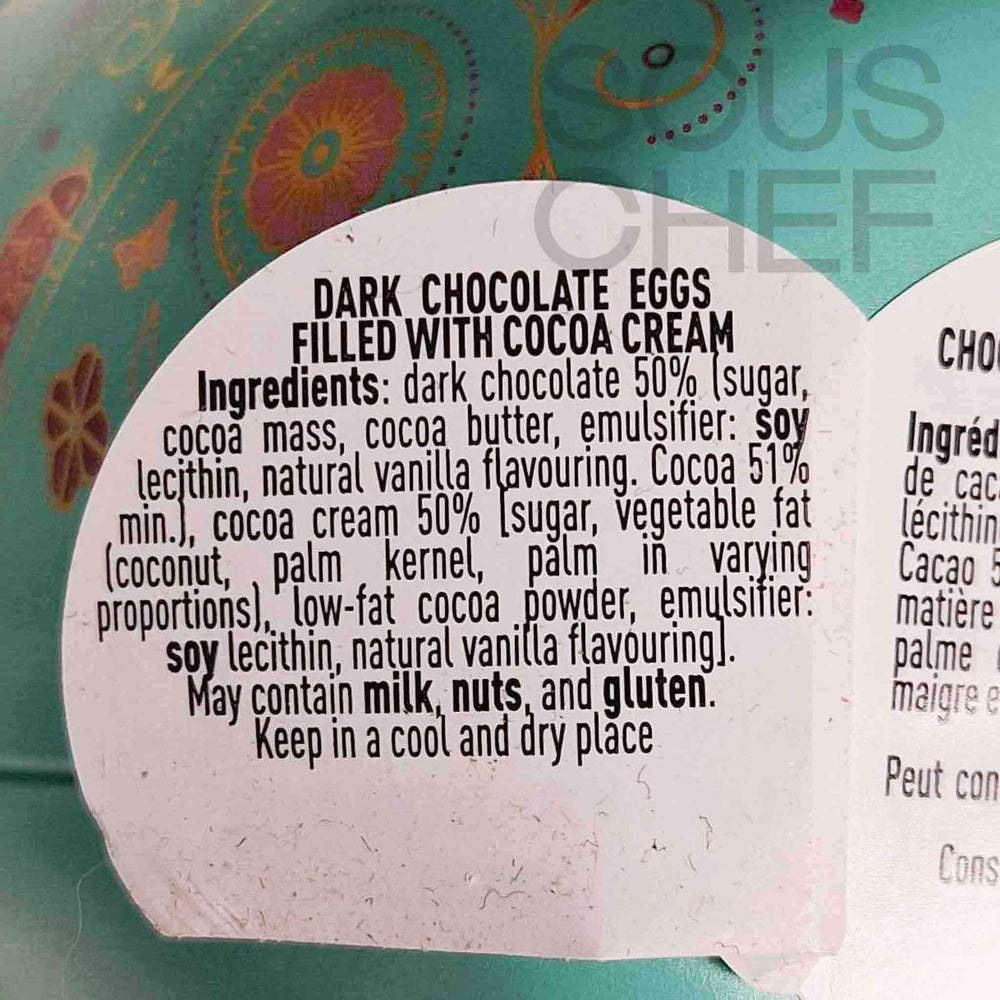 SOUS
CHEF
DARK CHOCOLATE EGGS
FILLED WITH COCOA CREAM
Ingredients: dark chocolate 50% (sugar,
cocoa mass, cocoa butter, emulsifier: soy
lecithin, natural vanilla flavouring. Cocoa 51%
min.), cocoa cream 50% [sugar, vegetable fat
(coconut, palm kernel, palm in varying
proportions), low-fat cocoa powder, emulsifier:
soy lecithin, natural vanilla flavouring].
May contain milk, nuts, and gluten.
Keep in a cool and dry place
CHO
Ingréd
de cac
lécithin
Cacao 5
matière
palme
maigre e
Peut con
Cons